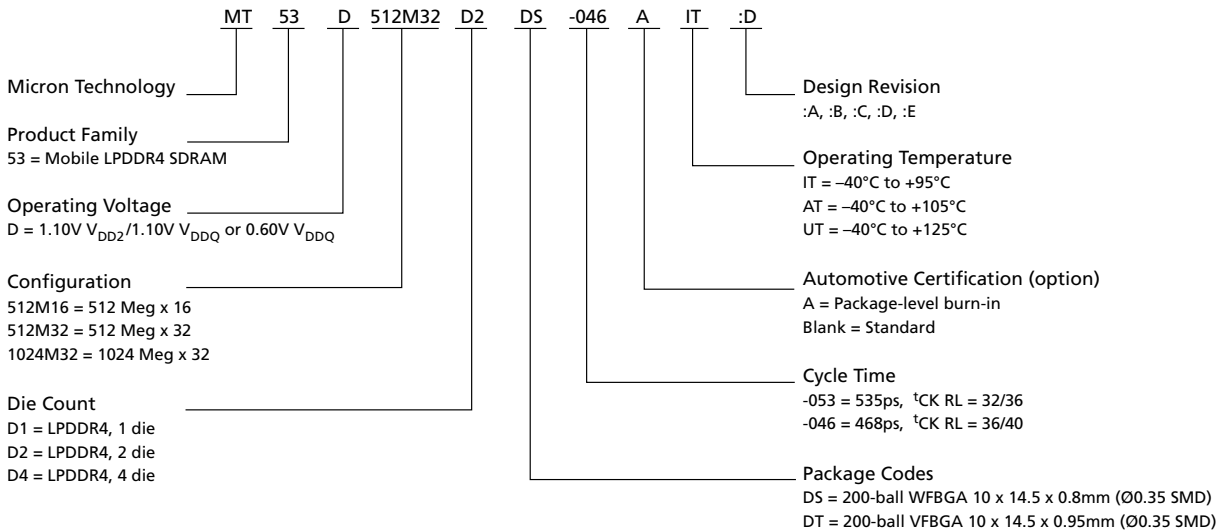 MT 53 D 512M32 D2 DS -046 A IT :D
Micron Technology
Product Family
53 = Mobile LPDDR4 SDRAM
Operating Voltage
D = 1.10V VDD2/1.10V VDDQ or 0.60V VDDQ
Configuration
512M16 = 512 Meg x 16
512M32 = 512 Meg x 32
1024M32 = 1024 Meg x 32
Die Count
D1 = LPDDR4, 1 die
D2 = LPDDR4, 2 die
D4 = LPDDR4, 4 die
Design Revision
:A, :B, :C, :D, :E
Operating Temperature
IT = –40°C to +95°C
AT = –40°C to +105°C
UT = –40°C to +125°C
Automotive Certification (option)
A = Package-level burn-in
Blank = Standard
Cycle Time
-053 = 535ps, tCK RL = 32/36
-046 = 468ps, tCK RL = 36/40
Package Codes
DS = 200-ball WFBGA 10 x 14.5 x 0.8mm (Ø0.35 SMD)
DT = 200-ball VFBGA 10 x 14.5 x 0.95mm (Ø0.35 SMD)